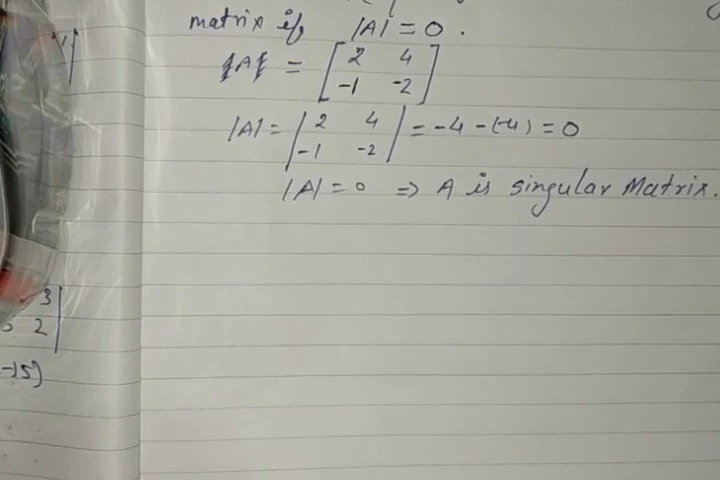 matrix if |A| = 0 .
A = [ 2 4
-1 -2 ]
|A| = | 2 4
-1 -2 | = -4 - (-4) = 0
|A| = 0 ⇒ A is singular Matrix.
3|
2|
-15)